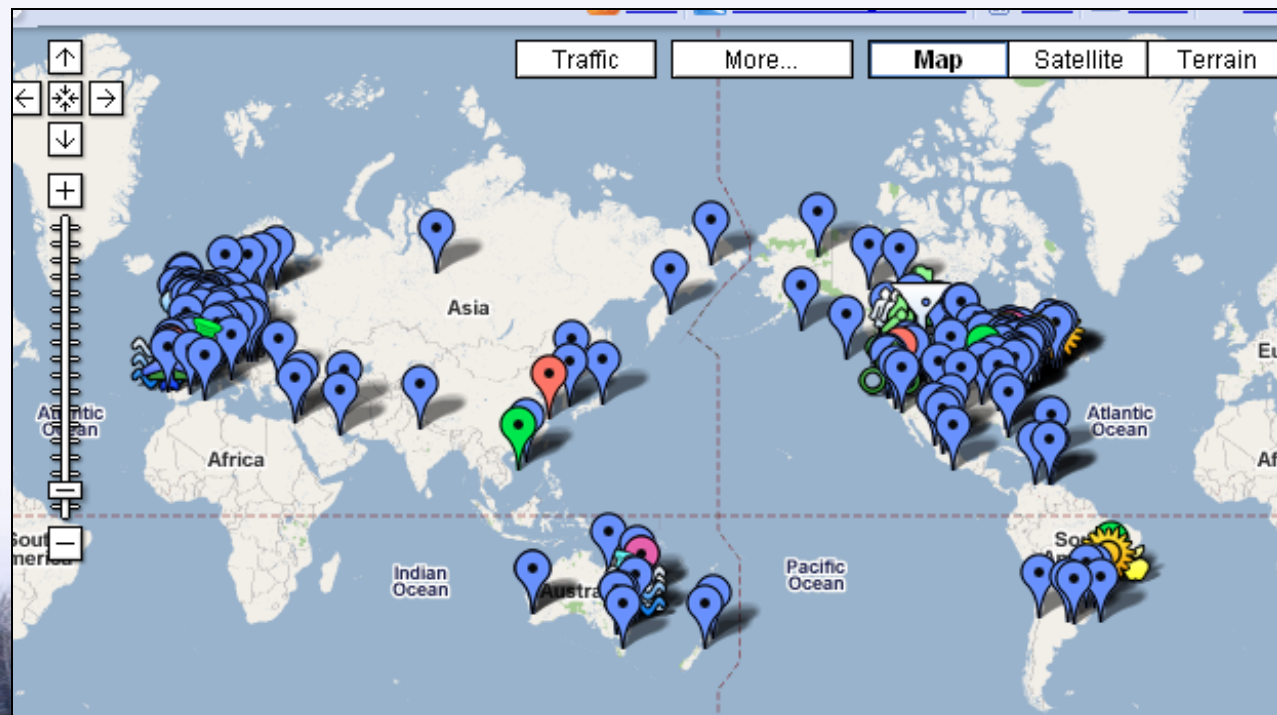 Traffic
More...
Map
Satellite
Terrain
Asia
Atlantic
Ocean
Africa
Atlantic
Ocean
Indian
Ocean
Pacific
Ocean